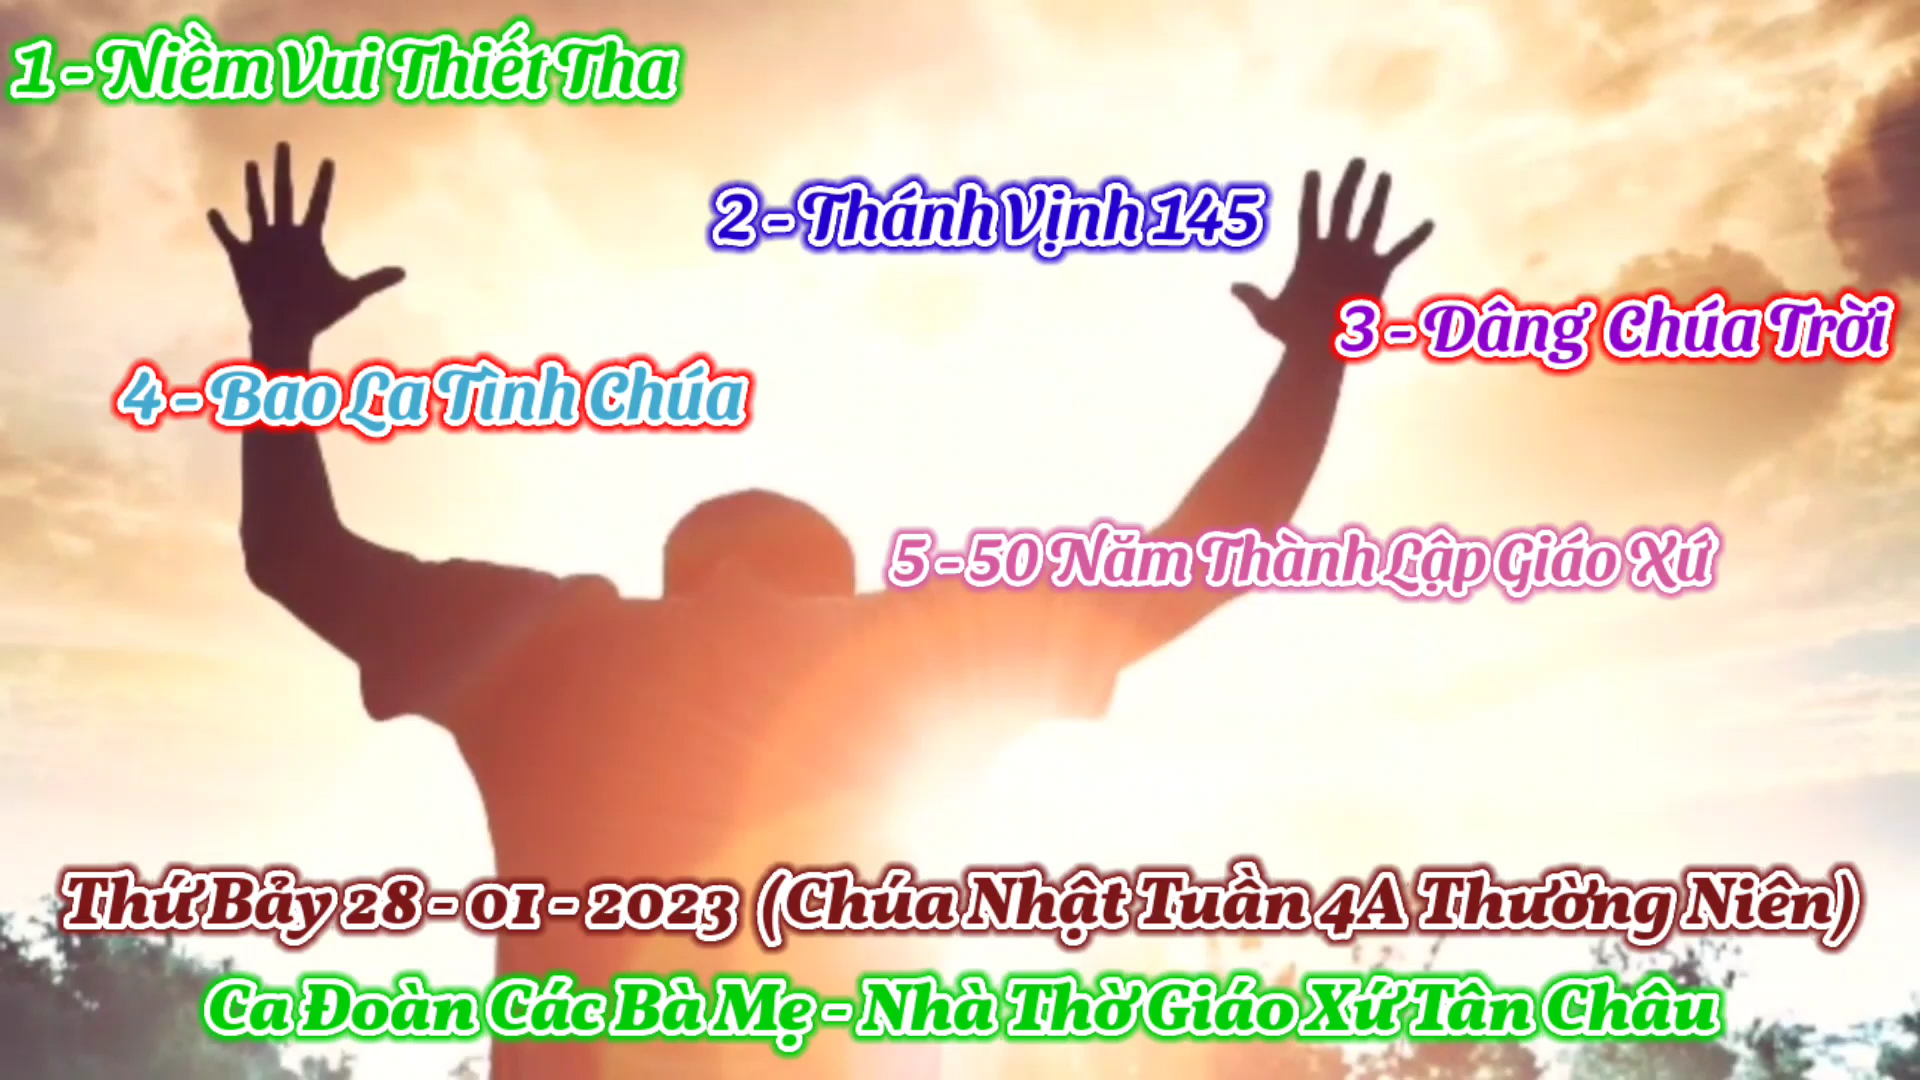 1 - Niềm Vui Thiết Tha
2 - Thánh Vịnh 145
3 - Dâng Chúa Trời
4 - Bao La Tình Chúa
5 - 50 Năm Thành Lập Giáo Xứ
Thứ Bảy 28 - 01 - 2023 (Chúa Nhật Tuần 4A Thường Niên)
Ca Đoàn Các Bà Mẹ - Nhà Thờ Giáo Xứ Tân Châu